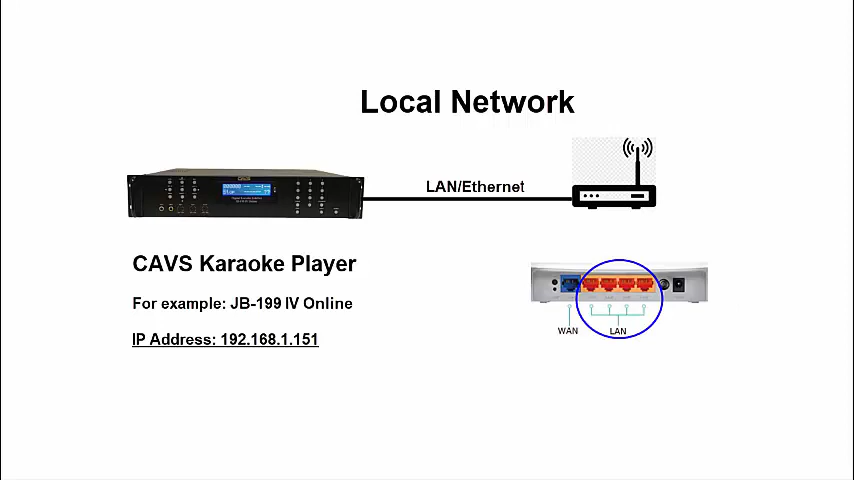 Local Network
LAN/Ethernet
CAVS Karaoke Player
For example: JB-199 IV Online
IP Address: 192.168.1.151
WAN
LAN